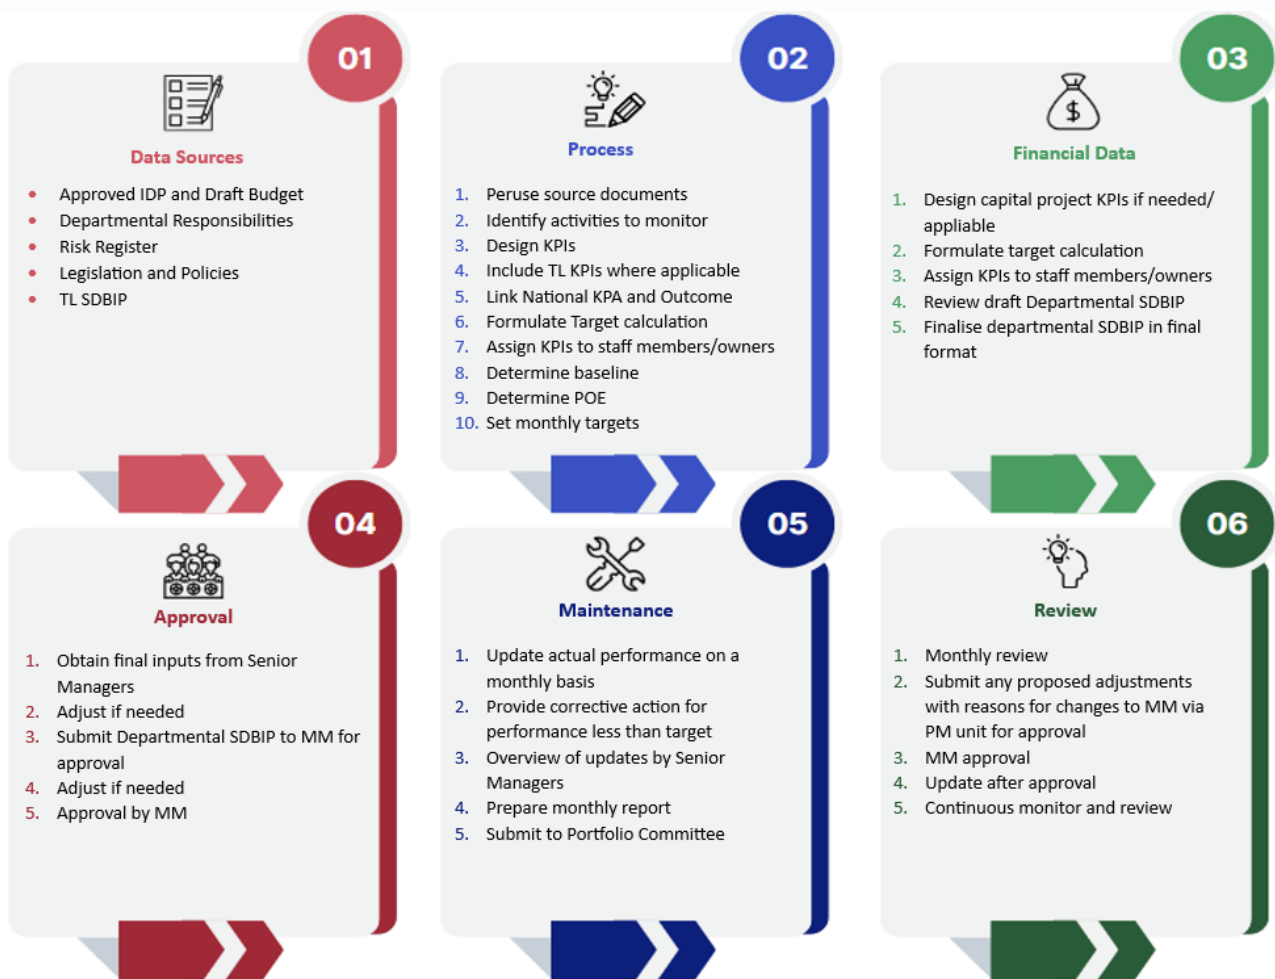 01
Data Sources
• Approved IDP and Draft Budget
• Departmental Responsibilities
• Risk Register
• Legislation and Policies
• TL SDBIP
02
Process
1. Peruse source documents
2. Identify activities to monitor
3. Design KPIs
4. Include TL KPIs where applicable
5. Link National KPA and Outcome
6. Formulate Target calculation
7. Assign KPIs to staff members/owners
8. Determine baseline
9. Determine POE
10. Set monthly targets
03
$
Financial Data
1. Design capital project KPIs if needed/
appliable
2. Formulate target calculation
3. Assign KPIs to staff members/owners
4. Review draft Departmental SDBIP
5. Finalise departmental SDBIP in final
format
04
Approval
1. Obtain final inputs from Senior
Managers
2. Adjust if needed
3. Submit Departmental SDBIP to MM for
approval
4. Adjust if needed
5. Approval by MM
05
Maintenance
1. Update actual performance on a
monthly basis
2. Provide corrective action for
performance less than target
3. Overview of updates by Senior
Managers
4. Prepare monthly report
5. Submit to Portfolio Committee
06
Review
1. Monthly review
2. Submit any proposed adjustments
with reasons for changes to MM via
PM unit for approval
3. MM approval
4. Update after approval
5. Continuous monitor and review